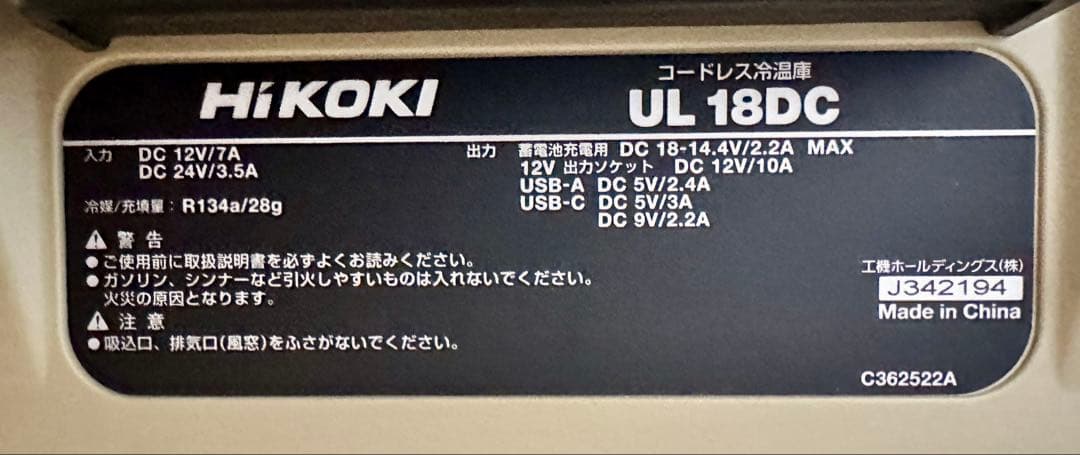 HiKOKI
コードレス冷温庫
UL 18DC
入力 DC 12V/7A
DC 24V/3.5A
冷媒/充填量: R134a/28g
出力 蓄電池充電用 DC 18-14.4V/2.2A MAX
12V 出力ソケット DC 12V/10A
USB-A DC 5V/2.4A
USB-C DC 5V/3A
DC 9V/2.2A
警告
●ご使用前に取扱説明書を必ずよくお読みください。
●ガソリン、シンナーなど引火しやすいものは入れないでください。
火災の原因となります。
注意
●吸込口、排気口(風窓)をふさがないでください。
工機ホールディングス(株)
J342194
Made in China
C362522A